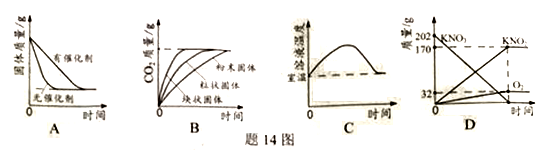 固体质量/g
有催化剂
无催化剂
0
时间
A
CO₂质量/g
粉末固体
粒状固体
块状固体
0
时间
B
溶液温度
室温
0
时间
C
质量/g
202
170
32
KNO₃
KNO
O₂
0
时间
D
题14图